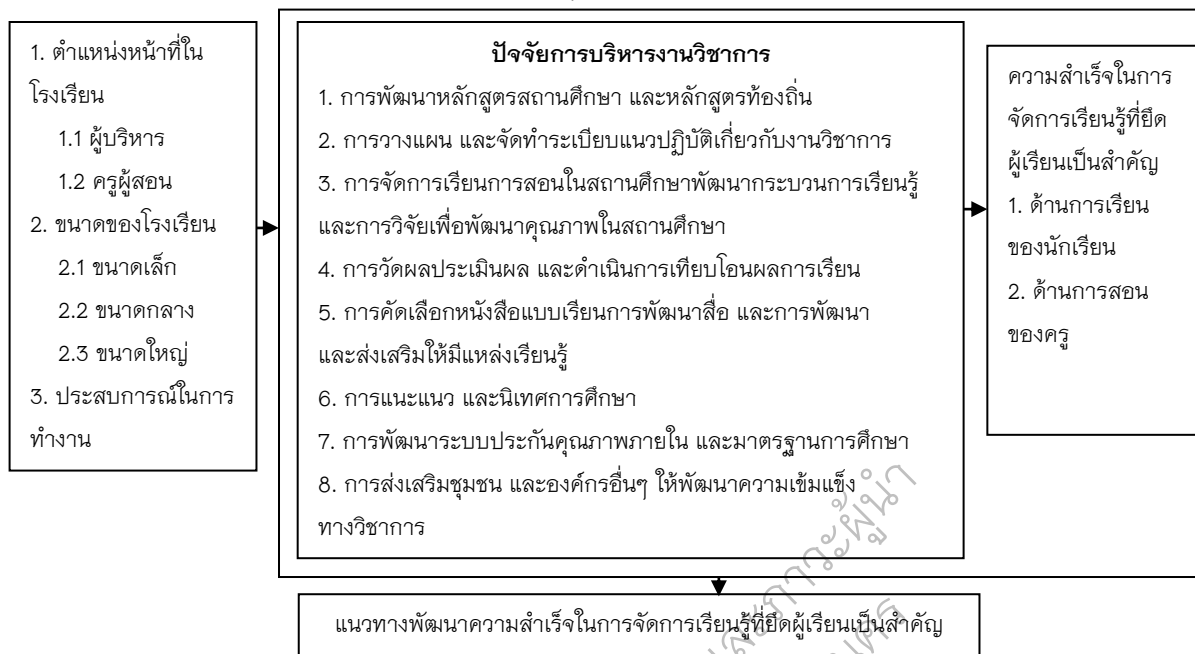 1. ตำแหน่งหน้าที่ใน
โรงเรียน
1.1 ผู้บริหาร
1.2 ครูผู้สอน
2. ขนาดของโรงเรียน
2.1 ขนาดเล็ก
2.2 ขนาดกลาง
2.3 ขนาดใหญ่
3. ประสบการณ์ในการ
ทำงาน
ปัจจัยการบริหารงานวิชาการ
1. การพัฒนาหลักสูตรสถานศึกษา และหลักสูตรท้องถิ่น
2. การวางแผน และจัดทำระเบียบแนวปฏิบัติเกี่ยวกับงานวิชาการ
3. การจัดการเรียนการสอนในสถานศึกษาพัฒนากระบวนการเรียนรู้
และการวิจัยเพื่อพัฒนาคุณภาพในสถานศึกษา
4. การวัดผลประเมินผล และดำเนินการเทียบโอนผลการเรียน
5. การคัดเลือกหนังสือแบบเรียนการพัฒนาสื่อ และการพัฒนา
และส่งเสริมให้มีแหล่งเรียนรู้
6. การแนะแนว และนิเทศการศึกษา
7. การพัฒนาระบบประกันคุณภาพภายใน และมาตรฐานการศึกษา
8. การส่งเสริมชุมชน และองค์กรอื่นๆ ให้พัฒนาความเข้มแข็ง
ทางวิชาการ
ความสำเร็จในการ
จัดการเรียนรู้ที่ยึด
ผู้เรียนเป็นสำคัญ
1. ด้านการเรียน
ของนักเรียน
2. ด้านการสอน
ของครู
แนวทางพัฒนาความสำเร็จในการจัดการเรียนรู้ที่ยึดผู้เรียนเป็นสำคัญ
ละภาวะผู้นำ